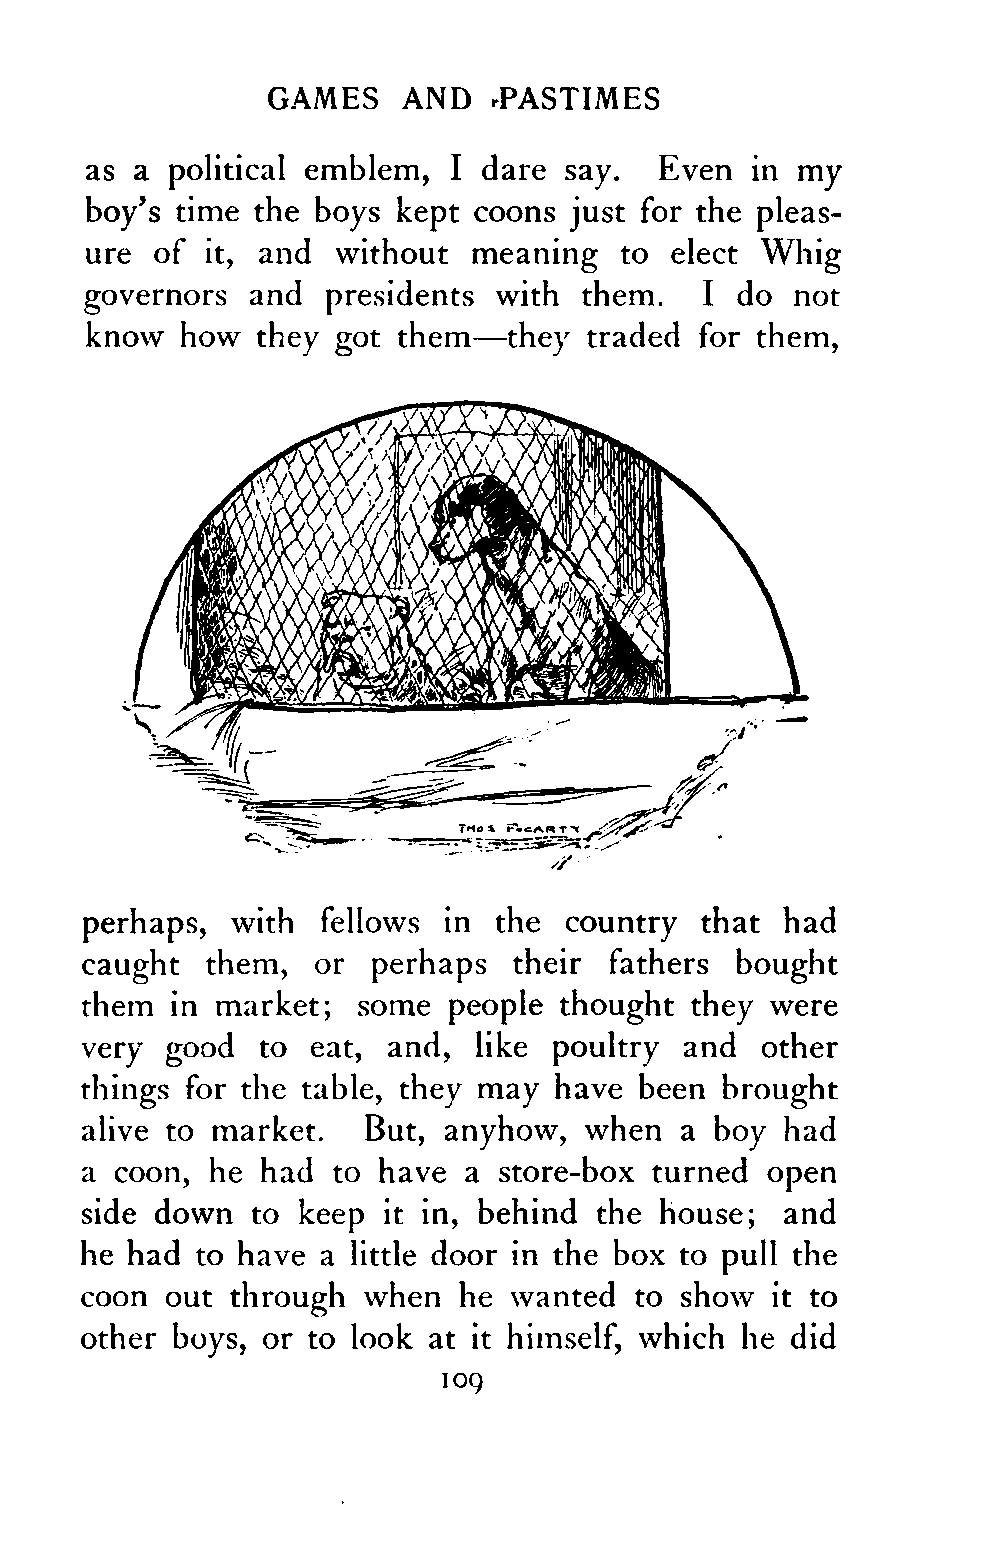 GAMES AND PASTIMES
as a political emblem, I dare say. Even in my
boy's time the boys kept coons just for the pleas-
ure of it, and without meaning to elect Whig
governors and presidents with them. I do not
know how they got them—they traded for them,
THOS FOGARTY
perhaps, with fellows in the country that had
caught them, or perhaps their fathers bought
them in market; some people thought they were
very good to eat, and, like poultry and other
things for the table, they may have been brought
alive to market. But, anyhow, when a boy had
a coon, he had to have a store-box turned open
side down to keep it in, behind the house; and
he had to have a little door in the box to pull the
coon out through when he wanted to show it to
other boys, or to look at it himself, which he did
109